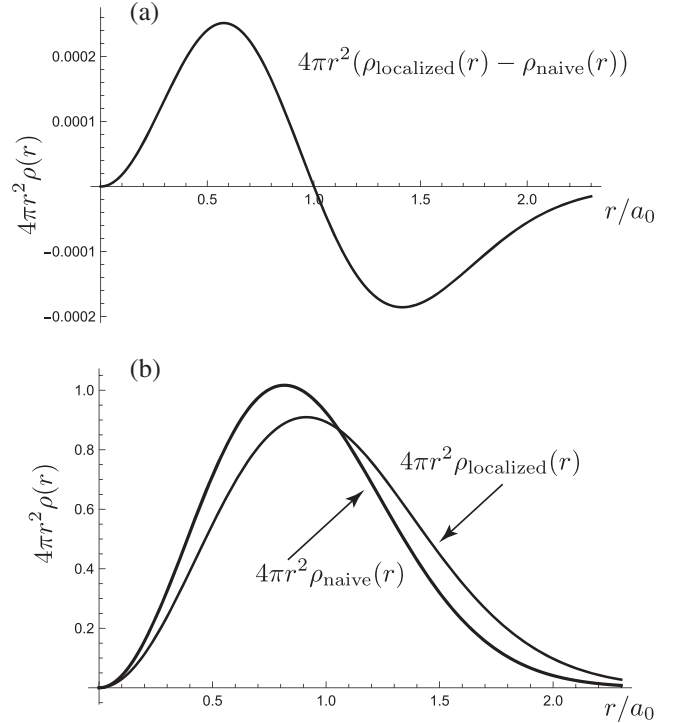 (a)
4πr²(ρlocalized(r) − ρnaive(r))
4πr²ρ(r)
0.0002
0.0001
-0.0001
-0.0002
0.5
1.0
1.5
2.0
r/a₀
(b)
4πr²ρ(r)
1.0
0.8
0.6
0.4
0.2
4πr²ρlocalized(r)
4πr²ρnaive(r)
0.5
1.0
1.5
2.0
r/a₀